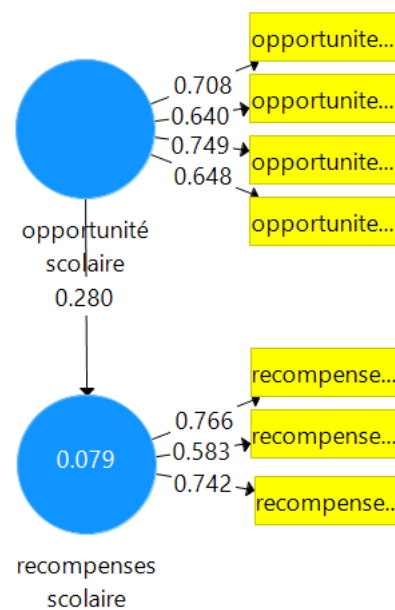 opportunite...
0.708
opportunite...
0.640
0.749
opportunite...
0.648
opportunite...
opportunité
scolaire
0.280
recompense...
0.766
recompense...
0.583
0.079
0.742
recompense...
recompenses
scolaire